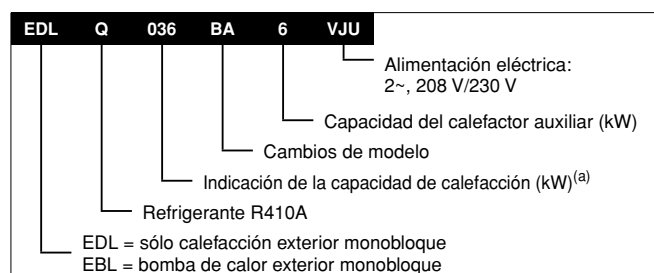 EDL Q 036 BA 6 VJU
Alimentación eléctrica:
2~, 208 V/230 V
Capacidad del calefactor auxiliar (kW)
Cambios de modelo
Indicación de la capacidad de calefacción (kW)(a)
Refrigerante R410A
EDL = sólo calefacción exterior monobloque
EBL = bomba de calor exterior monobloque